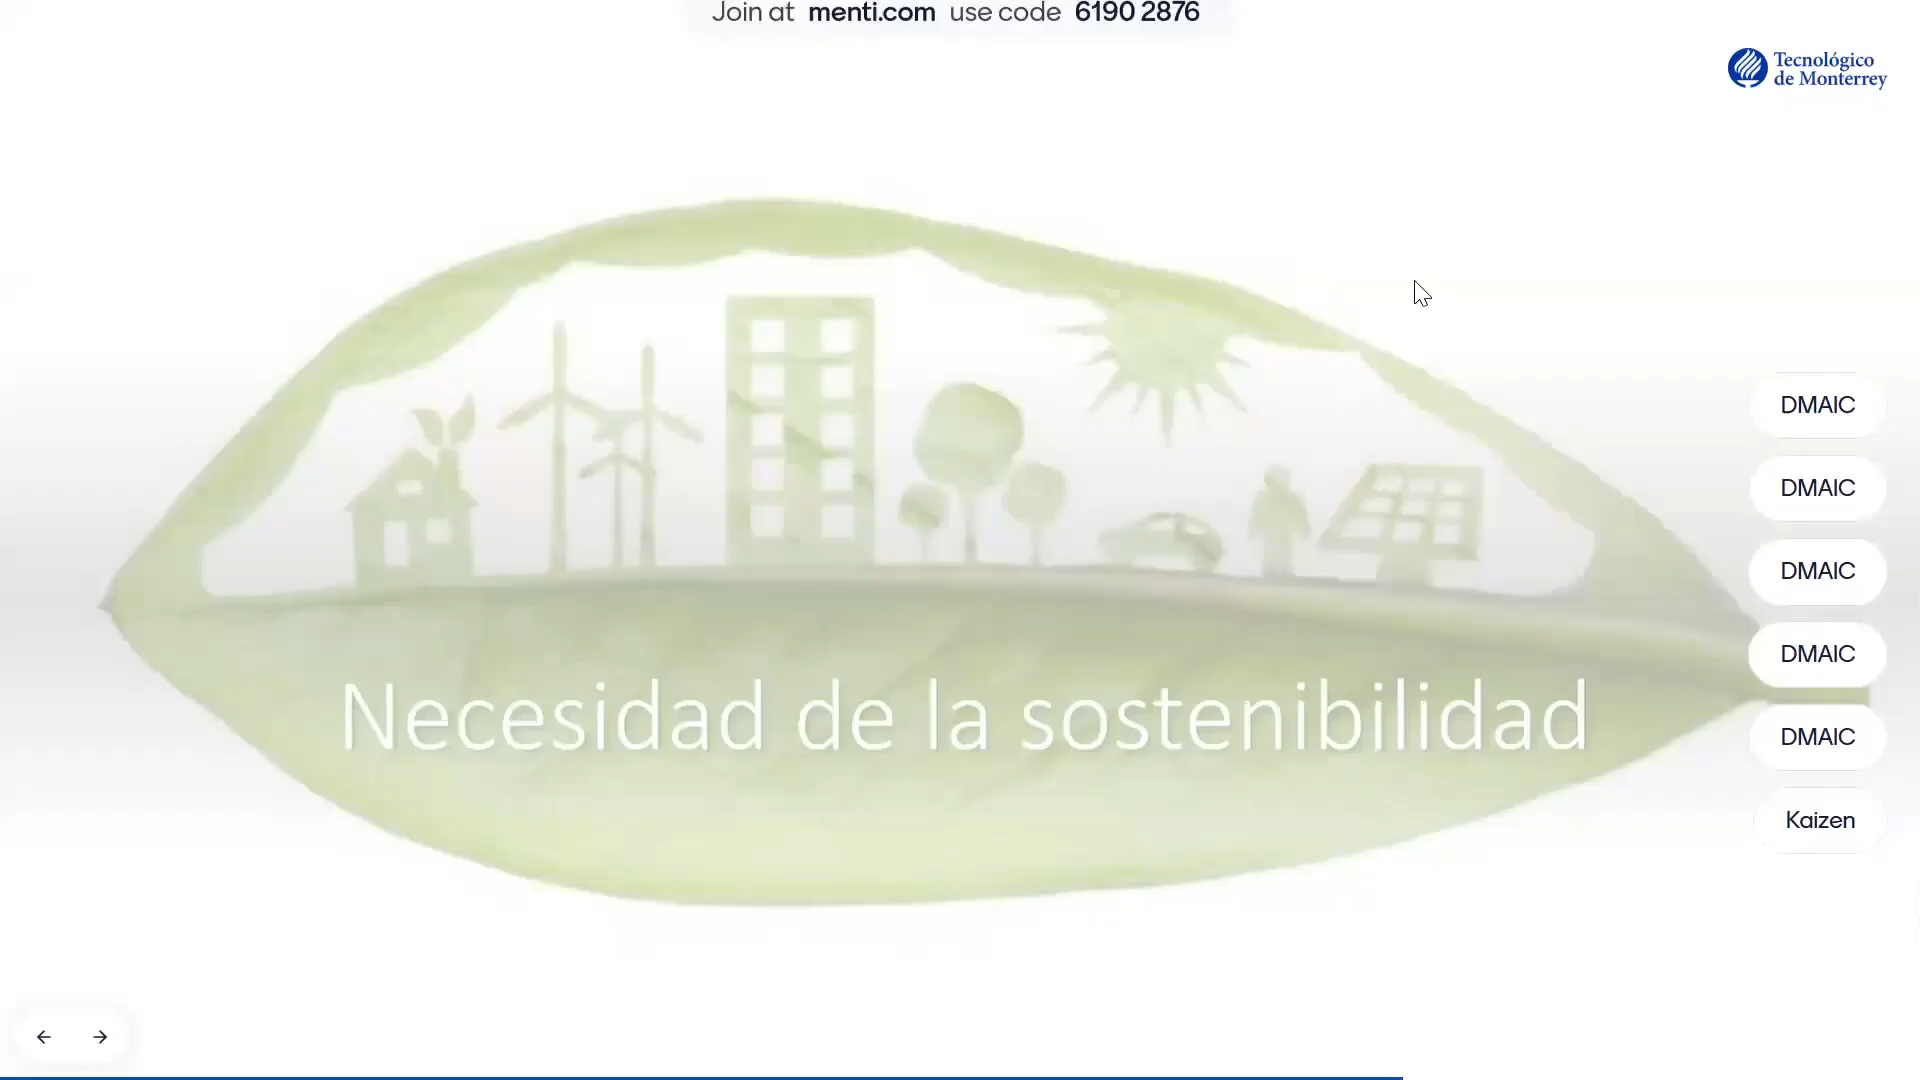 Join at menti.com use code 6190 2876
Tecnológico
de Monterrey
DMAIC
DMAIC
DMAIC
DMAIC
Necesidad de la sostenibilidad
DMAIC
Kaizen